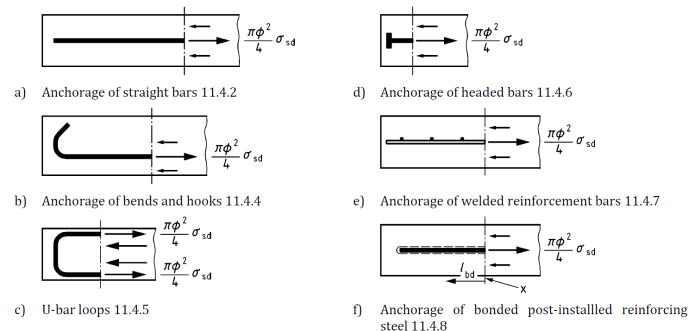 πϕ²/4 σsd
a) Anchorage of straight bars 11.4.2
πϕ²/4 σsd
d) Anchorage of headed bars 11.4.6
πϕ²/4 σsd
b) Anchorage of bends and hooks 11.4.4
πϕ²/4 σsd
e) Anchorage of welded reinforcement bars 11.4.7
πϕ²/4 σsd
πϕ²/4 σsd
c) U-bar loops 11.4.5
πϕ²/4 σsd
lbd
x
f) Anchorage of bonded post-installled reinforcing
steel 11.4.8